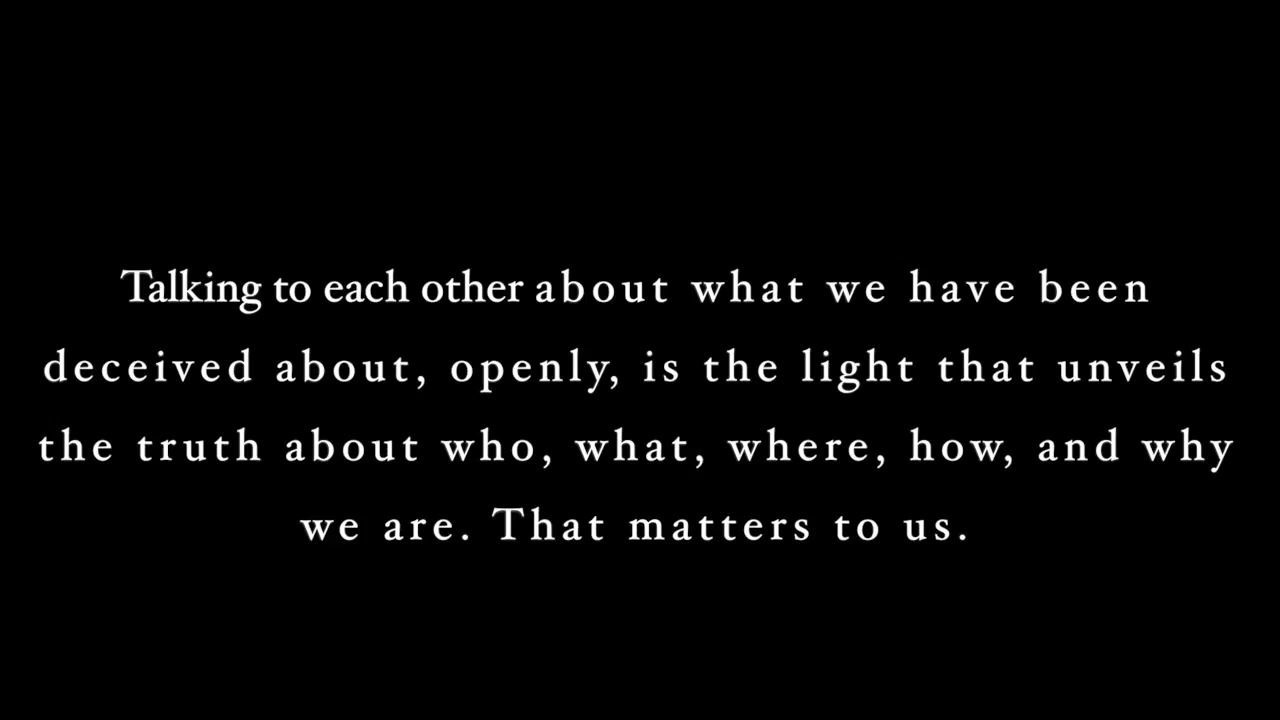 Talking to each other about what we have been
deceived about, openly, is the light that unveils
the truth about who, what, where, how, and why
we are. That matters to us.